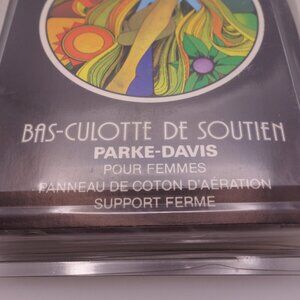 BAS-CULOTTE DE SOUTIEN
PARKE-DAVIS
POUR FEMMES
PANNEAU DE COTON D'AÉRATION
SUPPORT FERME